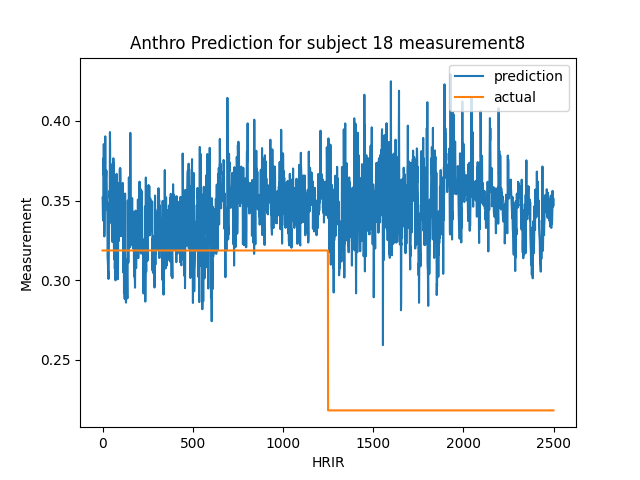 Anthro Prediction for subject 18 measurement8
prediction
actual
0.40
0.35
0.30
0.25
Measurement
0
500
1000
1500
2000
2500
HRIR